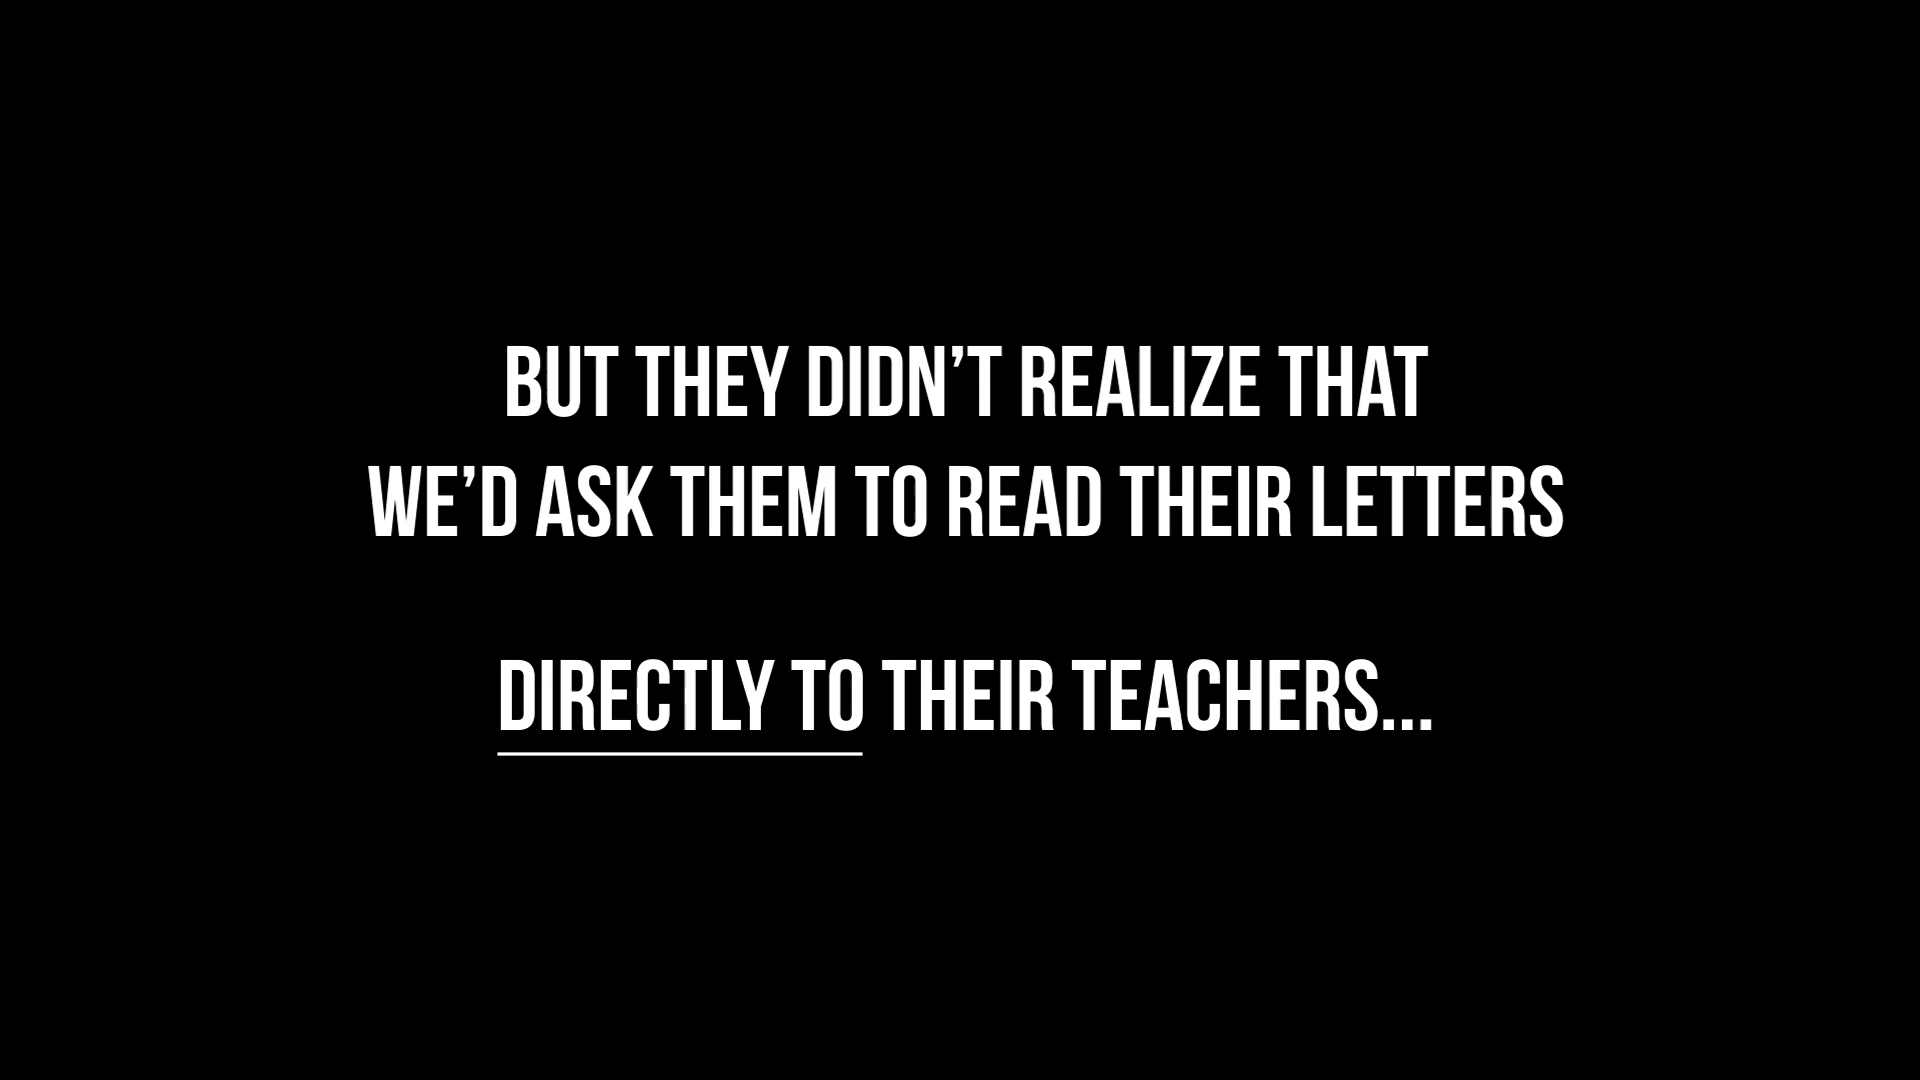 BUT THEY DIDN’T REALIZE THAT
WE’D ASK THEM TO READ THEIR LETTERS
DIRECTLY TO THEIR TEACHERS...